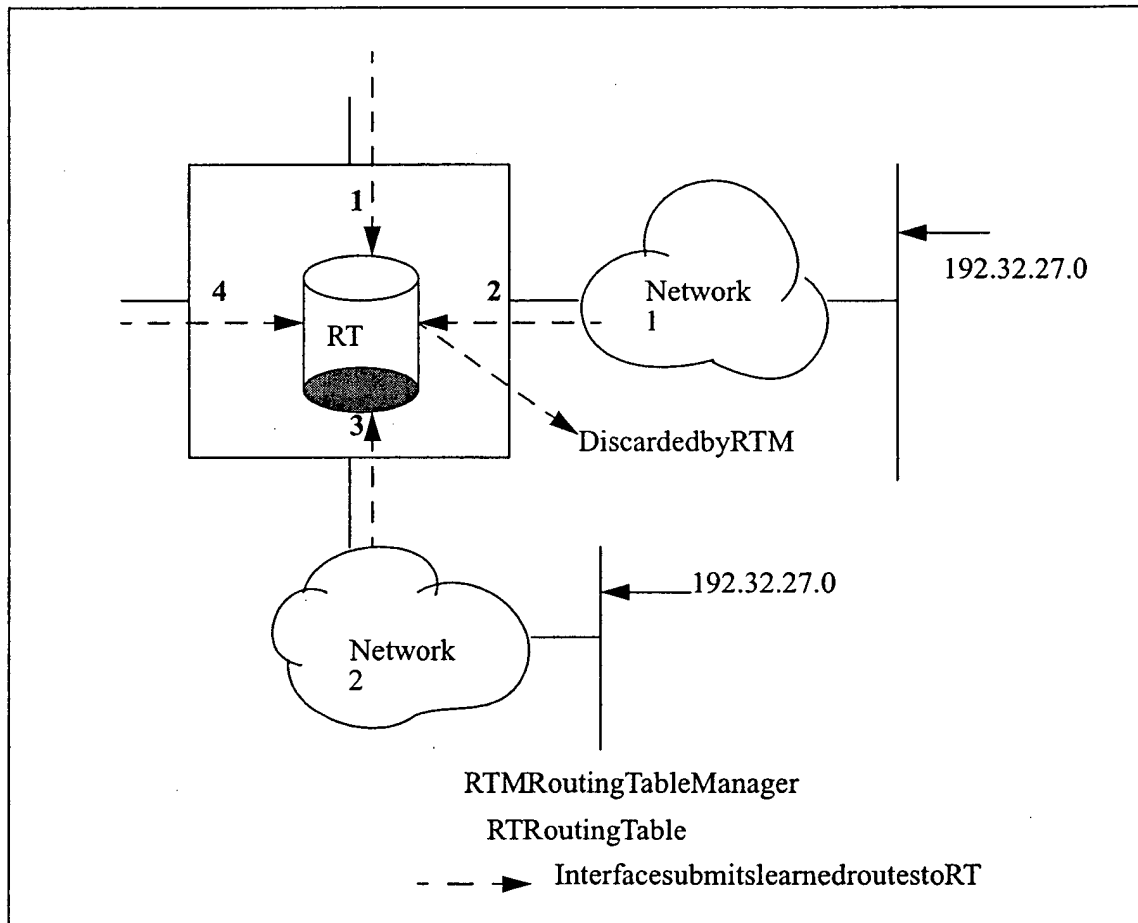 1
192.32.27.0
4
2
Network
1
RT
3
DiscardedbyRTM
192.32.27.0
Network
2
RTMRoutingTableManager
RTRoutingTable
InterfacesubmitslearnedroutestoRT